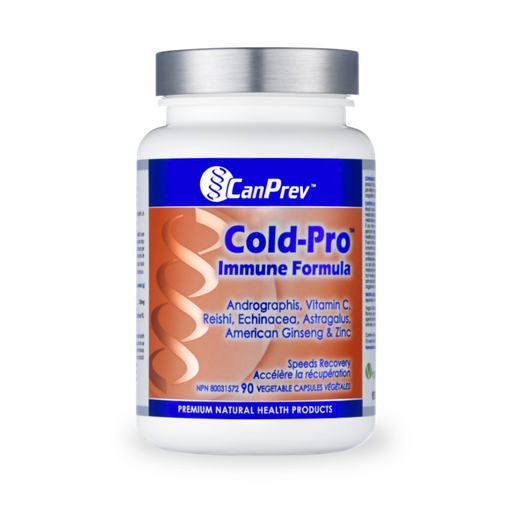 CanPrev™
Cold-Pro™
Immune Formula
Andrographis, Vitamin C,
Reishi, Echinacea, Astragalus,
American Ginseng & Zinc
Speeds Recovery
Accélère la récupération
NPN 80031572 90 VEGETABLE CAPSULES VÉGÉTALES
PREMIUM NATURAL HEALTH PRODUCTS